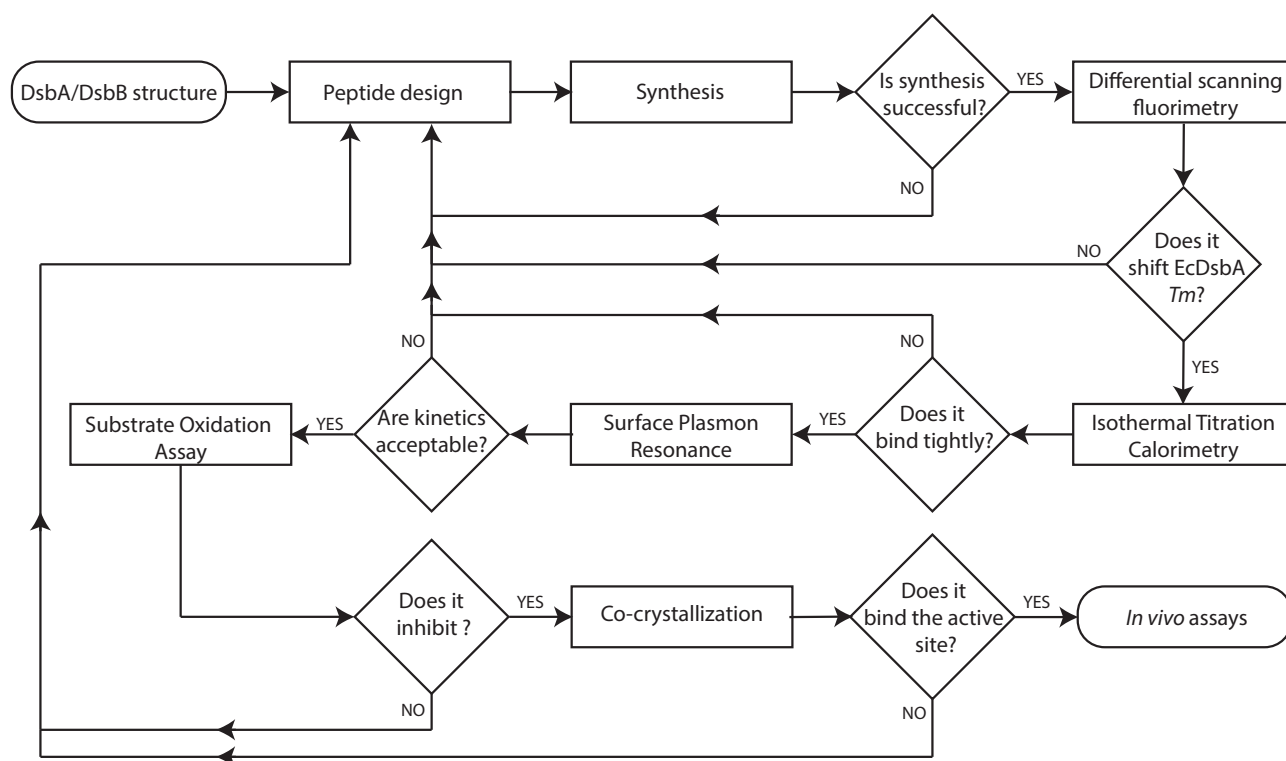 DsbA/DsbB structure
Peptide design
Synthesis
Is synthesis
successful?
YES
Differential scanning
fluorimetry
NO
Does it
shift EcDsbA
Tm?
NO
YES
Isothermal Titration
Calorimetry
Does it
bind tightly?
NO
YES
Surface Plasmon
Resonance
Are kinetics
acceptable?
NO
YES
Substrate Oxidation
Assay
Does it
inhibit ?
YES
NO
Co-crystallization
Does it
bind the active
site?
YES
NO
In vivo assays